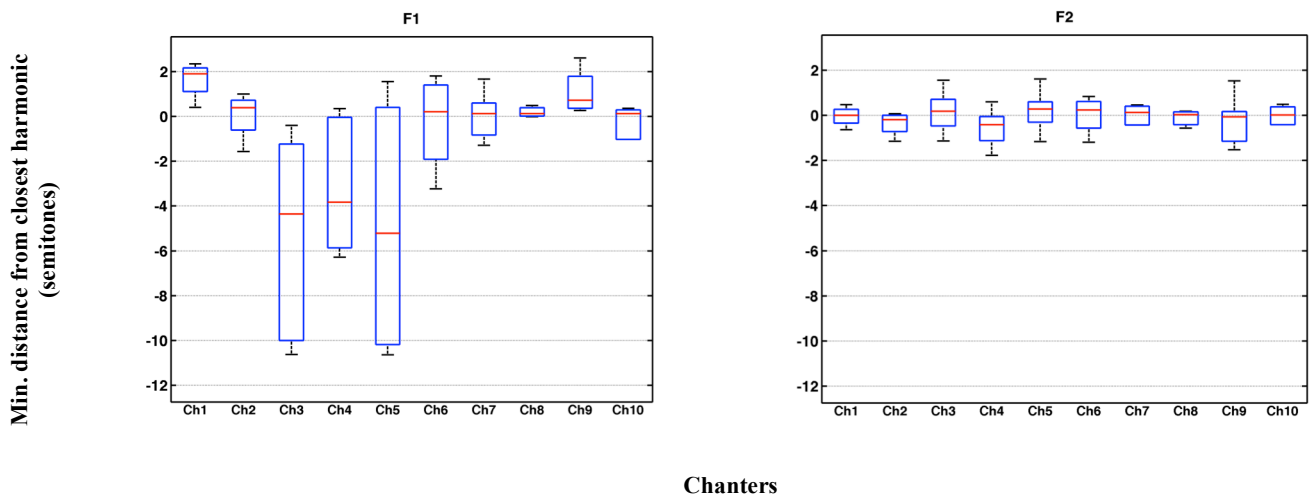 Min. distance from closest harmonic
(semitones)
F1
2
0
-2
-4
-6
-8
-10
-12
Ch1 Ch2 Ch3 Ch4 Ch5 Ch6 Ch7 Ch8 Ch9 Ch10
F2
2
0
-2
-4
-6
-8
-10
-12
Ch1 Ch2 Ch3 Ch4 Ch5 Ch6 Ch7 Ch8 Ch9 Ch10
Chanters